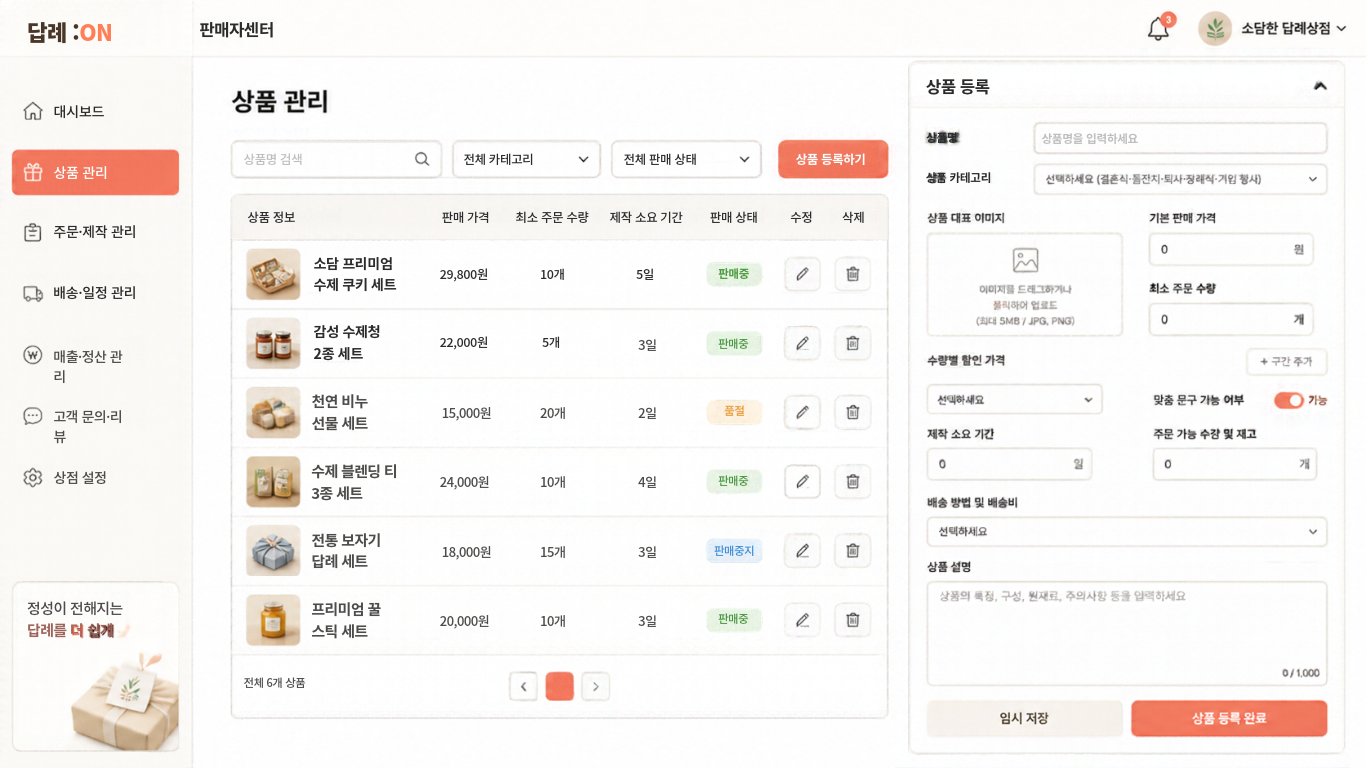 답례 :ON
판매자센터
3
소담한 답례상점
대시보드
상품 관리
주문·제작 관리
배송·일정 관리
매출·정산 관
리
고객 문의·리
뷰
상점 설정
정성이 전해지는
답례를 더 쉽게
상품 관리
상품명 검색
전체 카테고리
전체 판매 상태
상품 등록하기
상품 정보 판매 가격 최소 주문 수량 제작 소요 기간 판매 상태 수정 삭제
소담 프리미엄
수제 쿠키 세트
29,800원 10개 5일 판매중
감성 수제청
2종 세트
22,000원 5개 3일 판매중
천연 비누
선물 세트
15,000원 20개 2일 품절
수제 블렌딩 티
3종 세트
24,000원 10개 4일 판매중
전통 보자기
답례 세트
18,000원 15개 3일 판매중지
프리미엄 꿀
스틱 세트
20,000원 10개 3일 판매중
전체 6개 상품
상품 등록
상품명
상품명을 입력하세요
상품 카테고리
선택하세요
상품 대표 이미지
기본 판매 가격
0 원
최소 주문 수량
0 개
이미지를 드래그하거나
업로드
(최대 5MB / JPG, PNG)
수량별 할인 가격
+ 구간 추가
선택하세요
맞춤 문구 가능 여부
가능
제작 소요 기간
0 일
주문 가능 수량 및 재고
0 개
배송 방법 및 배송비
선택하세요
상품 설명
상품의 특징, 구성, 원재료, 주의사항 등을 입력하세요
0 / 1,000
임시 저장
상품 등록 완료